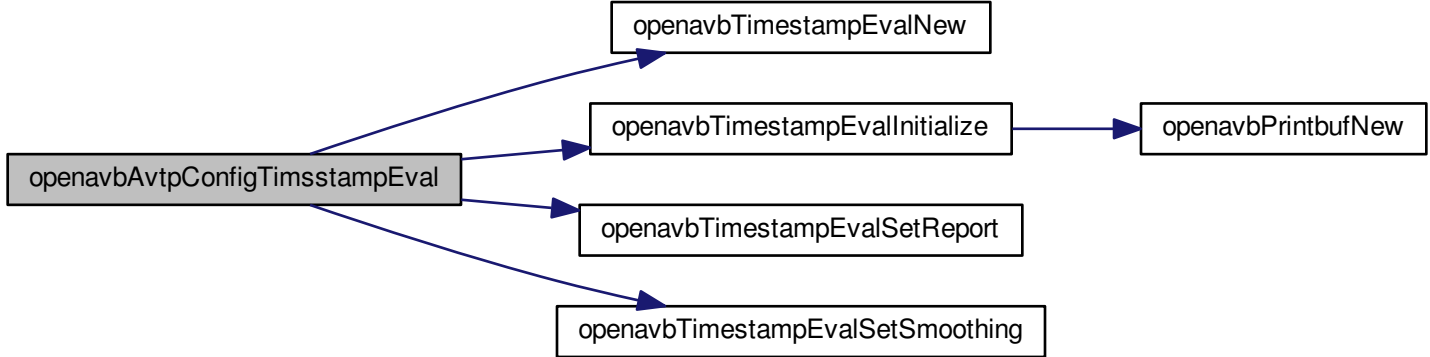 openavbTimestampEvalNew
openavbTimestampEvalInitialize
openavbPrintbufNew
openavbAvtpConfigTimsstampEval
openavbTimestampEvalSetReport
openavbTimestampEvalSetSmoothing